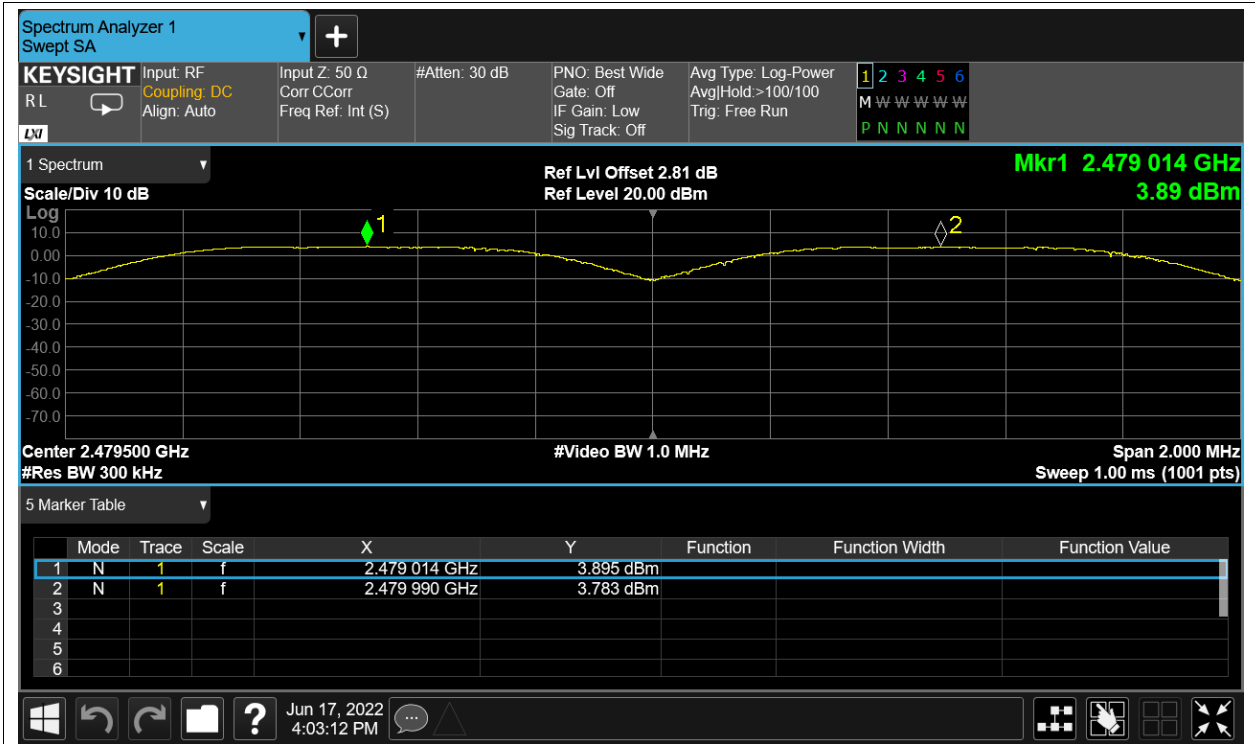 Spectrum Analyzer 1
Swept SA
+
KEYSIGHT
R L
LXI
Input: RF
Coupling: DC
Align: Auto
Input Z: 50 Ω
Corr CCorr
Freq Ref: Int (S)
#Atten: 30 dB
PNO: Best Wide
Gate: Off
IF Gain: Low
Sig Track: Off
Avg Type: Log-Power
Avg|Hold:>100/100
Trig: Free Run
1 2 3 4 5 6
M W W W W W
P N N N N N
1 Spectrum
Scale/Div 10 dB
Ref Lvl Offset 2.81 dB
Ref Level 20.00 dBm
Mkr1 2.479 014 GHz
3.89 dBm
Log
10.0
0.00
-10.0
-20.0
-30.0
-40.0
-50.0
-60.0
-70.0
1
2
Center 2.479500 GHz
#Video BW 1.0 MHz
Span 2.000 MHz
#Res BW 300 kHz
Sweep 1.00 ms (1001 pts)
5 Marker Table
Mode Trace Scale X Y Function Function Width Function Value
1 N 1 f 2.479 014 GHz 3.895 dBm
2 N 1 f 2.479 990 GHz 3.783 dBm
3
4
5
6
?
Jun 17, 2022
4:03:12 PM